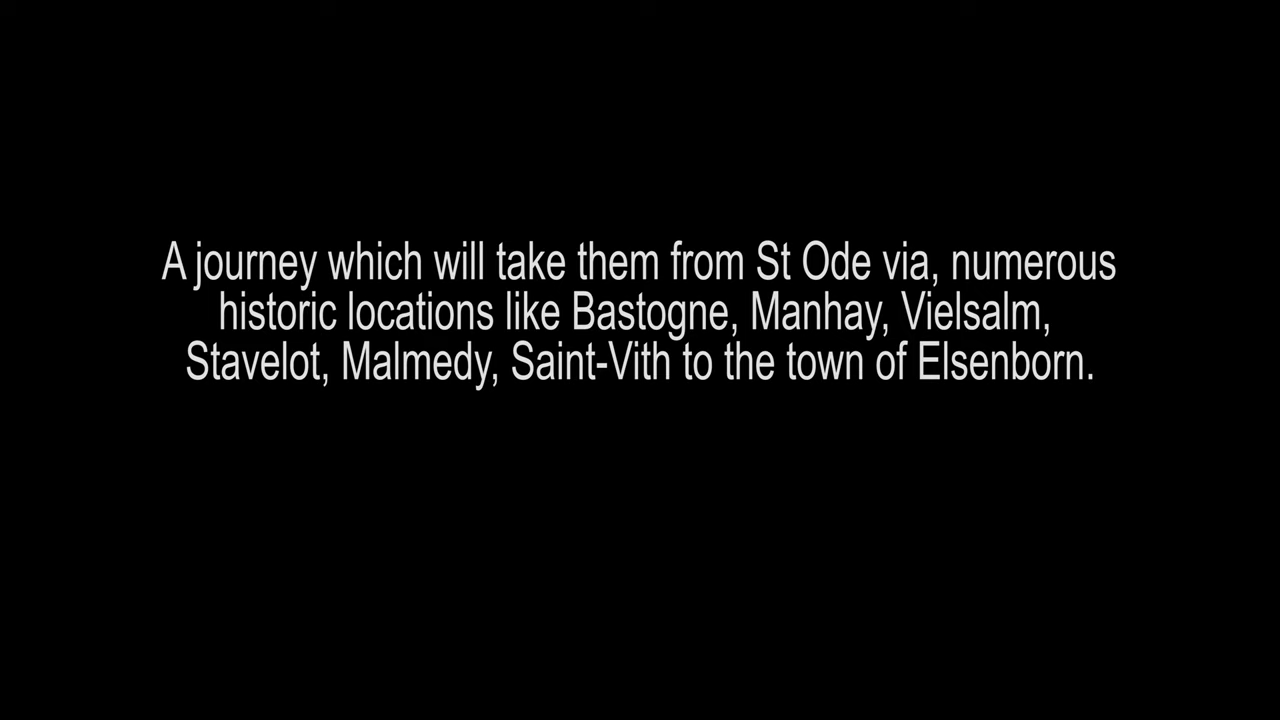 A journey which will take them from St Ode via, numerous
historic locations like Bastogne, Manhay, Vielsalm,
Stavelot, Malmedy, Saint-Vith to the town of Elsenborn.